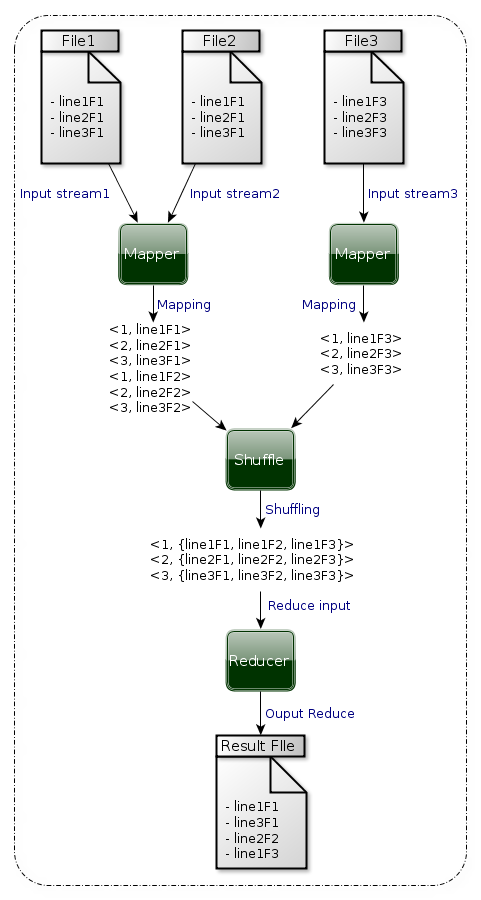 File1
File2
File3
- line1F1
- line2F1
- line3F1
- line1F1
- line2F1
- line3F1
- line1F3
- line2F3
- line3F3
Input stream1
Input stream2
Input stream3
Mapper
Mapper
Mapping
Mapping
<1, line1F1>
<2, line2F1>
<3, line3F1>
<1, line1F2>
<2, line2F2>
<3, line3F2>
<1, line1F3>
<2, line2F3>
<3, line3F3>
Shuffle
Shuffling
<1, {line1F1, line1F2, line1F3}>
<2, {line2F1, line2F2, line2F3}>
<3, {line3F1, line3F2, line3F3}>
Reduce input
Reducer
Ouput Reduce
Result FIle
- line1F1
- line3F1
- line2F2
- line1F3